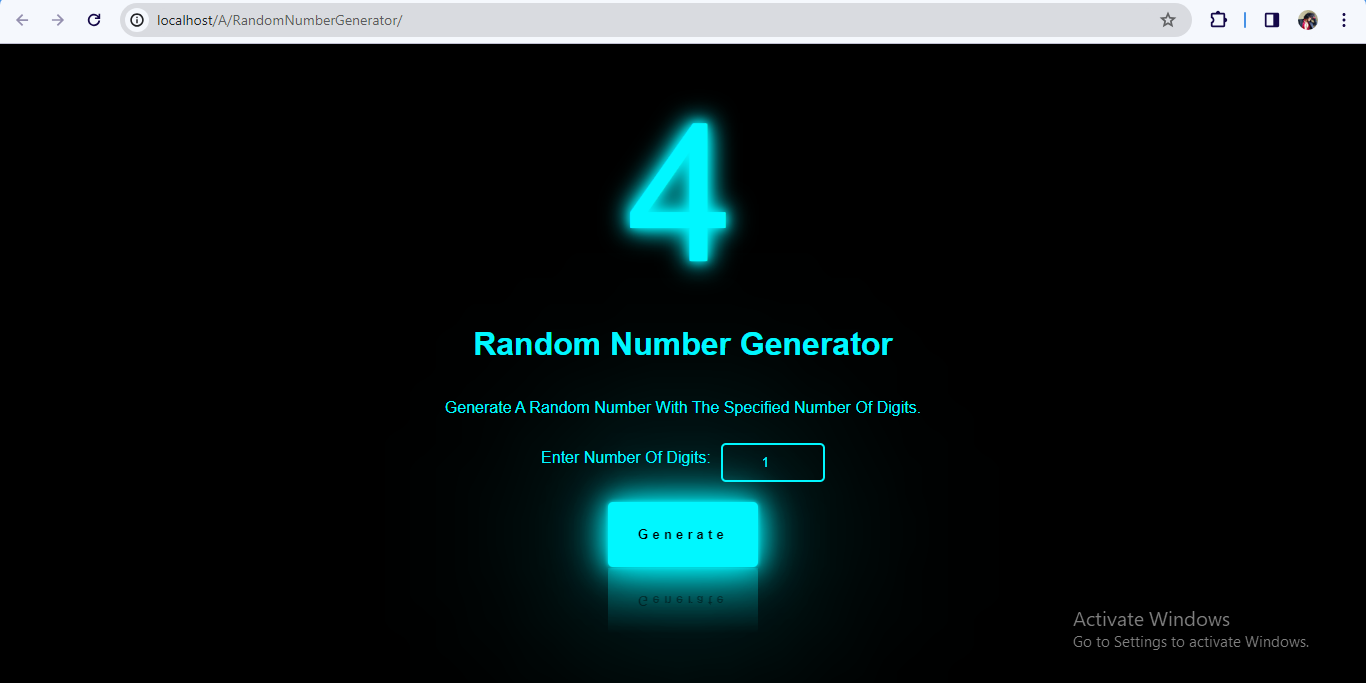 localhost/A/RandomNumberGenerator/
4
Random Number Generator
Generate A Random Number With The Specified Number Of Digits.
Enter Number Of Digits: 1
Generate
Generate
Activate Windows
Go to Settings to activate Windows.